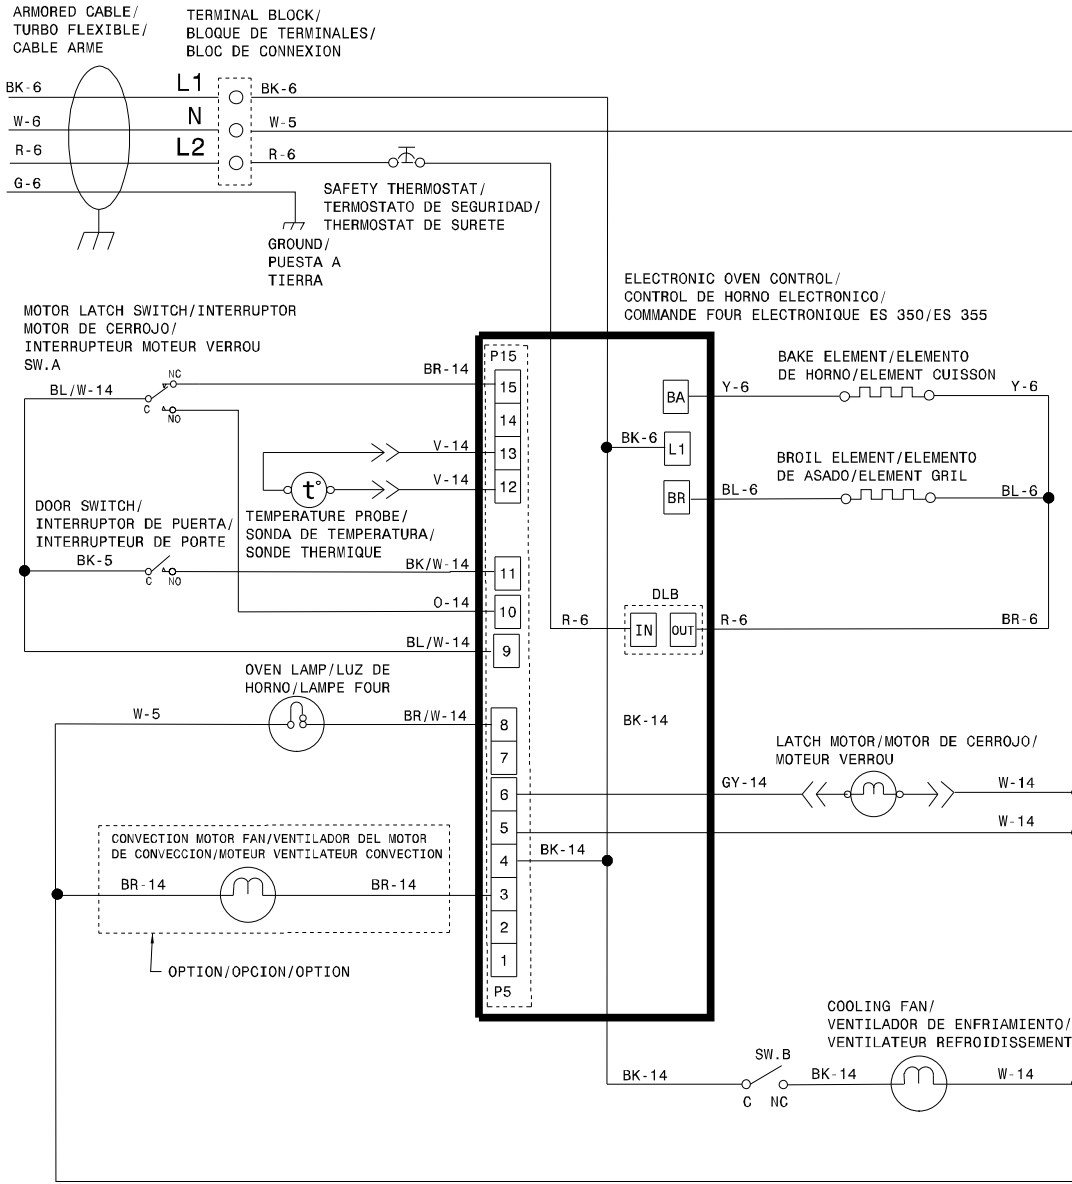 ARMORED CABLE/
TURBO FLEXIBLE/
CABLE ARME
TERMINAL BLOCK/
BLOQUE DE TERMINALES/
BLOC DE CONNEXION
BK-6
L1
BK-6
W-6
N
W-5
R-6
L2
R-6
G-6
SAFETY THERMOSTAT/
TERMOSTATO DE SEGURIDAD/
THERMOSTAT DE SURETE
GROUND/
PUESTA A
TIERRA
ELECTRONIC OVEN CONTROL/
CONTROL DE HORNO ELECTRONICO/
COMMANDE FOUR ELECTRONIQUE ES 350/ES 355
MOTOR LATCH SWITCH/INTERRUPTOR
MOTOR DE CERROJO/
INTERRUPTEUR MOTEUR VERROU
SW.A
P15
BAKE ELEMENT/ELEMENTO
DE HORNO/ELEMENT CUISSON
BL/W-14
NC
C
NO
BR-14
15
BA
Y-6
Y-6
14
V-14
13
BK-6
L1
BROIL ELEMENT/ELEMENTO
DE ASADO/ELEMENT GRIL
t°
V-14
12
BR
BL-6
BL-6
DOOR SWITCH/
INTERRUPTOR DE PUERTA/
INTERRUPTEUR DE PORTE
TEMPERATURE PROBE/
SONDA DE TEMPERATURA/
SONDE THERMIQUE
BK-5
C
NO
BK/W-14
11
O-14
10
DLB
R-6
IN
OUT
R-6
BR-6
BL/W-14
9
OVEN LAMP/LUZ DE
HORNO/LAMPE FOUR
W-5
BR/W-14
8
BK-14
7
LATCH MOTOR/MOTOR DE CERROJO/
MOTEUR VERROU
6
GY-14
W-14
5
W-14
CONVECTION MOTOR FAN/VENTILADOR DEL MOTOR
DE CONVECCION/MOTEUR VENTILATEUR CONVECTION
4
BK-14
BR-14
BR-14
3
2
1
OPTION/OPCION/OPTION
P5
COOLING FAN/
VENTILADOR DE ENFRIAMIENTO/
VENTILATEUR REFROIDISSEMENT
SW.B
BK-14
C
NC
BK-14
W-14